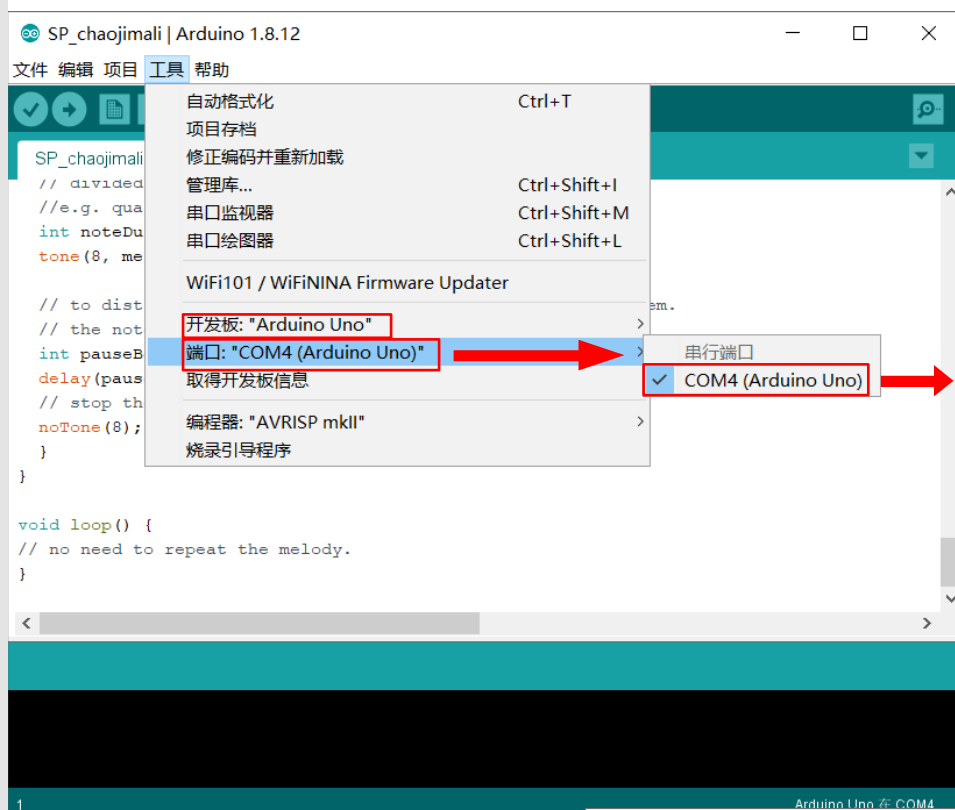 SP_chaojimali | Arduino 1.8.12
文件 编辑 项目 工具 帮助
自动格式化 Ctrl+T
项目存档
SP_chaojimali 修正编码并重新加载
// divided 管理库... Ctrl+Shift+I
//e.g. qua 串口监视器 Ctrl+Shift+M
int noteDu 串口绘图器 Ctrl+Shift+L
tone(8, me
WiFi101 / WiFiNINA Firmware Updater
// to dist em.
// the not 开发板: "Arduino Uno"
int pauseB 端口: "COM4 (Arduino Uno)" 串行端口
delay(paus 取得开发板信息 COM4 (Arduino Uno)
// stop th
noTone(8); 编程器: "AVRISP mkII"
} 烧录引导程序
}
void loop() {
// no need to repeat the melody.
}
1 Arduino Uno 在 COM4